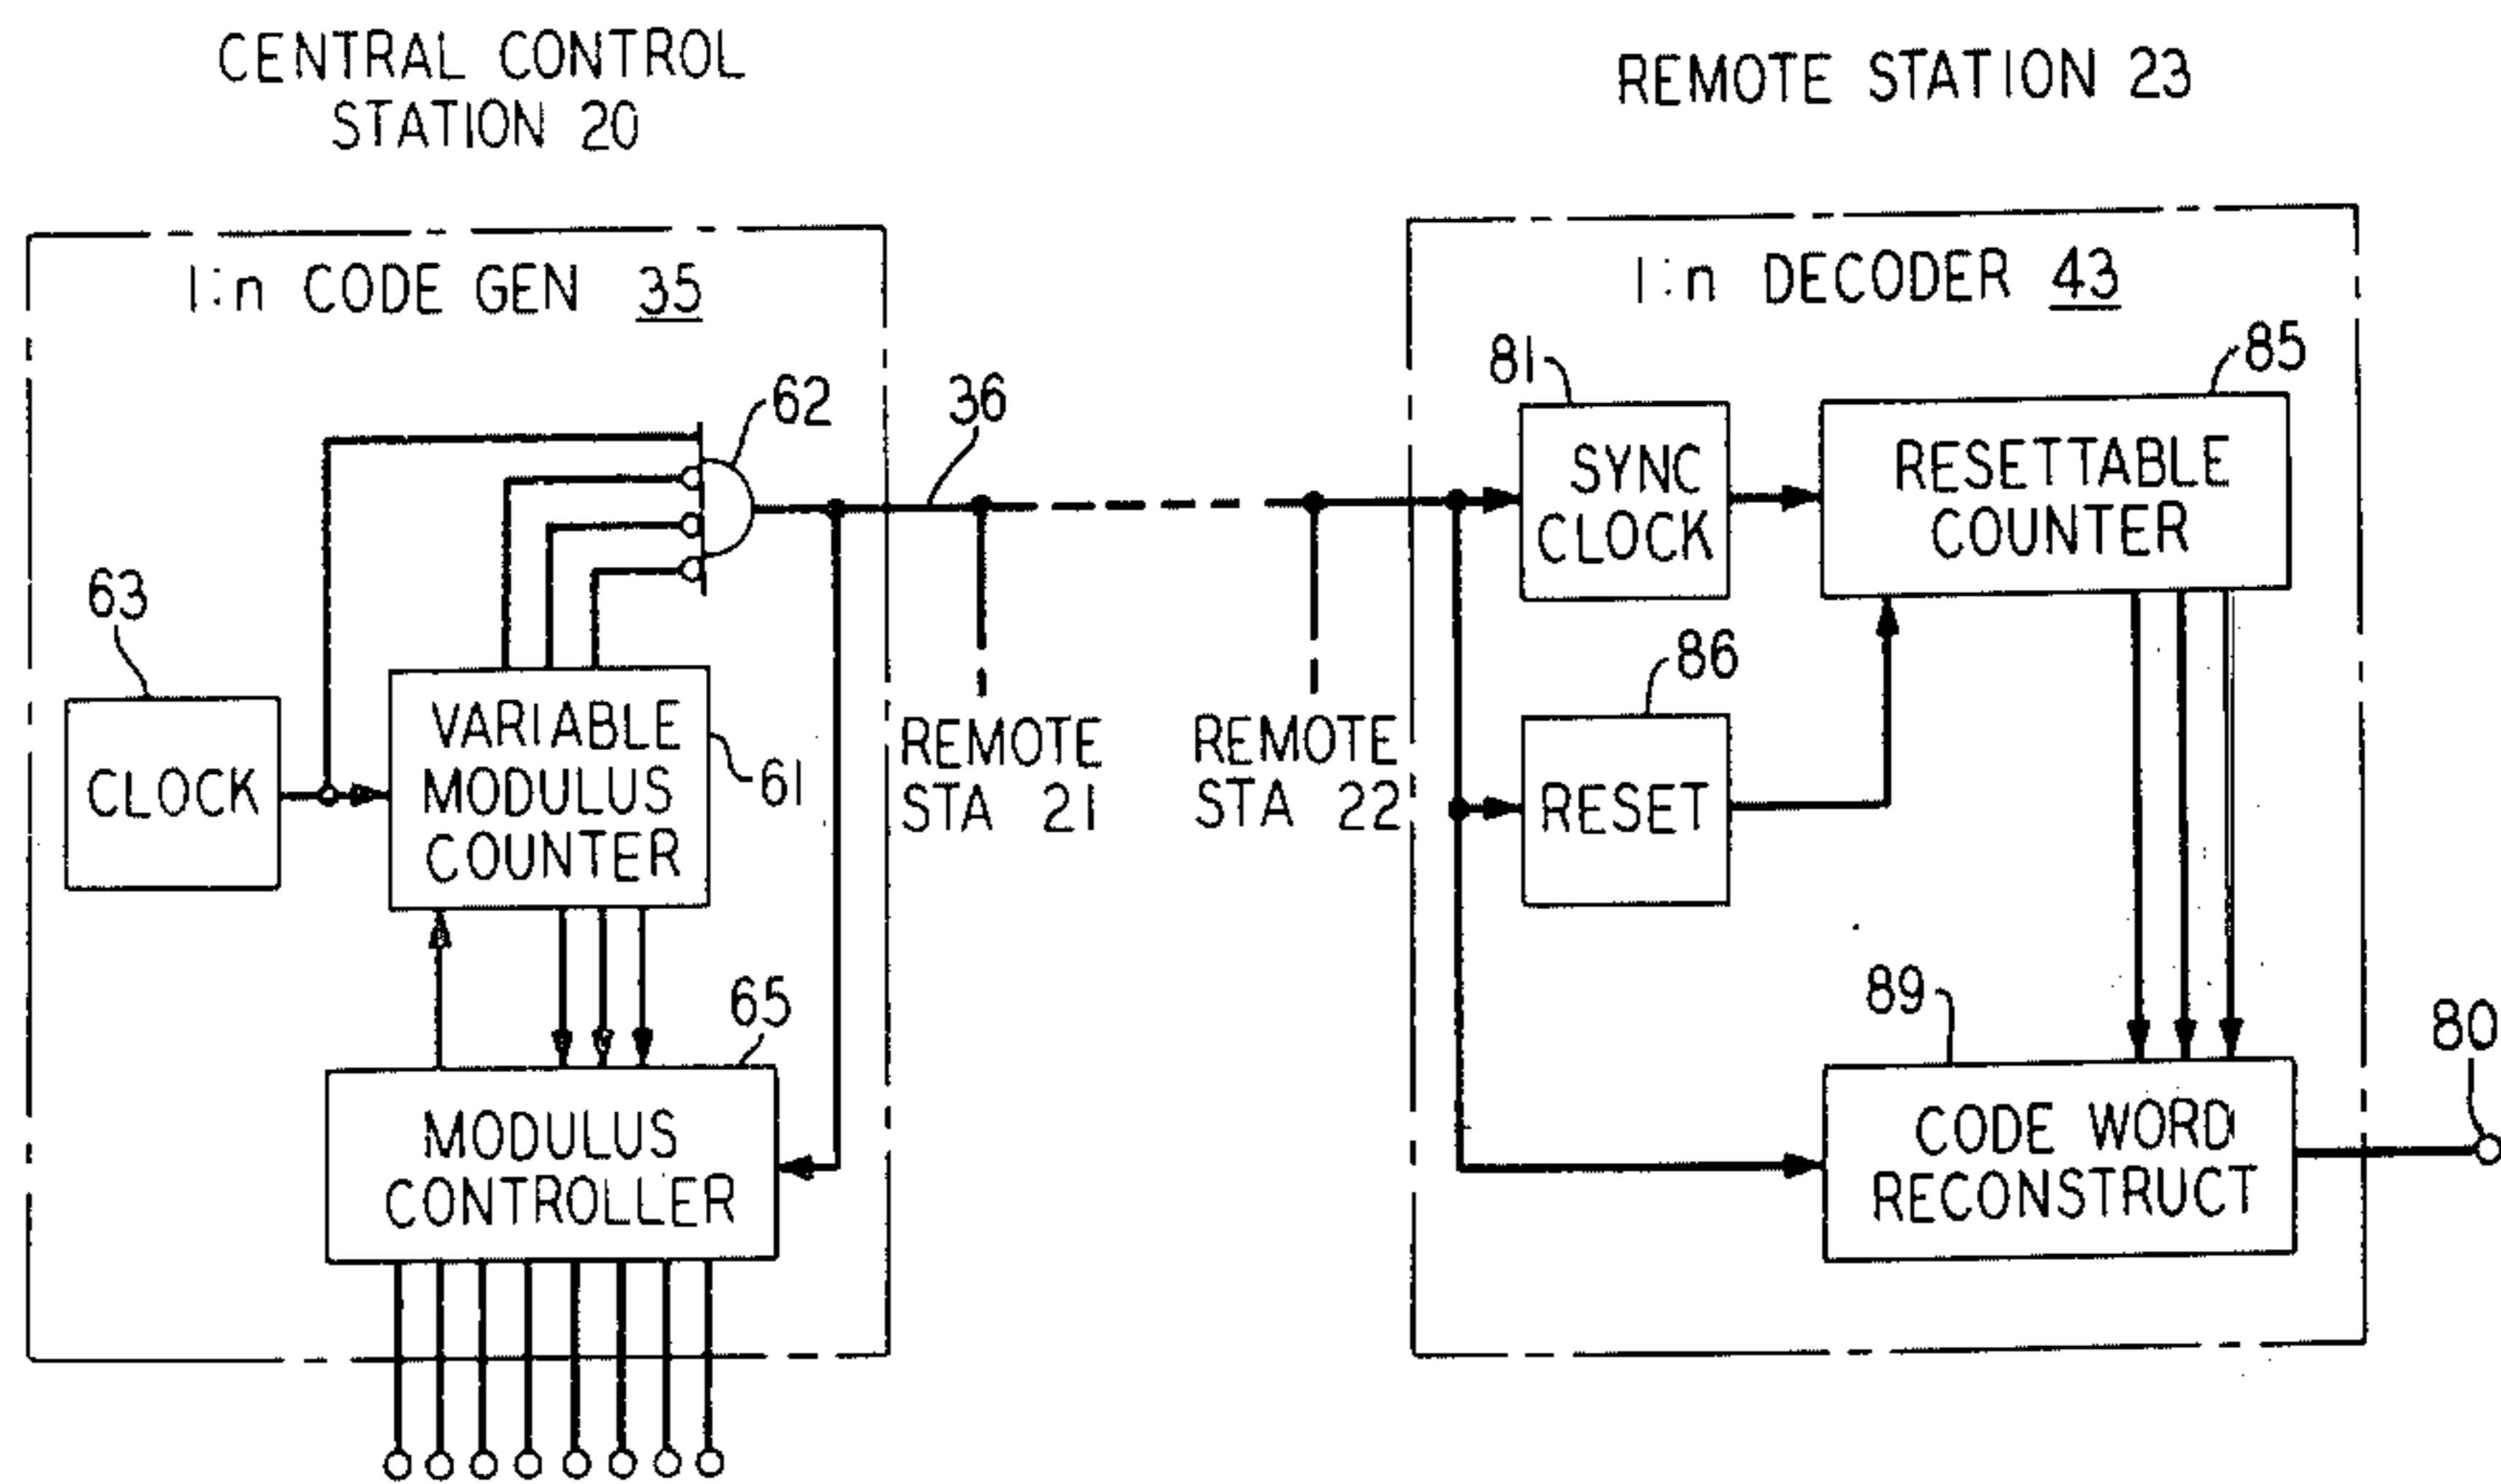 CENTRAL CONTROL
STATION 20
REMOTE STATION 23
1:n CODE GEN 35
1:n DECODER 43
62
36
81
85
SYNC
CLOCK
RESETTABLE
COUNTER
63
86
CLOCK
VARIABLE
MODULUS
COUNTER
61
REMOTE
STA 21
REMOTE
STA 22
RESET
65
89
80
MODULUS
CONTROLLER
CODE WORD
RECONSTRUCT